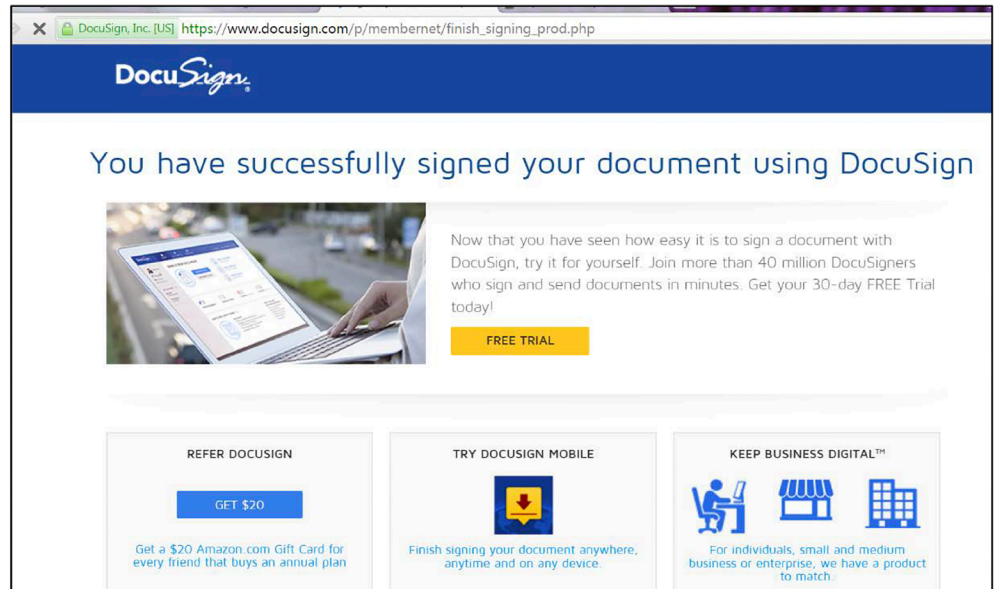 DocuSign, Inc. [US] https://www.docusign.com/p/membernet/finish_signing_prod.php
DocuSign®
You have successfully signed your document using DocuSign
Now that you have seen how easy it is to sign a document with
DocuSign, try it for yourself. Join more than 40 million DocuSigners
who sign and send documents in minutes. Get your 30-day FREE Trial
today!
FREE TRIAL
REFER DOCUSIGN
GET $20
Get a $20 Amazon.com Gift Card for
every friend that buys an annual plan
TRY DOCUSIGN MOBILE
Finish signing your document anywhere,
anytime and on any device.
KEEP BUSINESS DIGITAL™
For individuals, small and medium
business or enterprise, we have a product
to match.